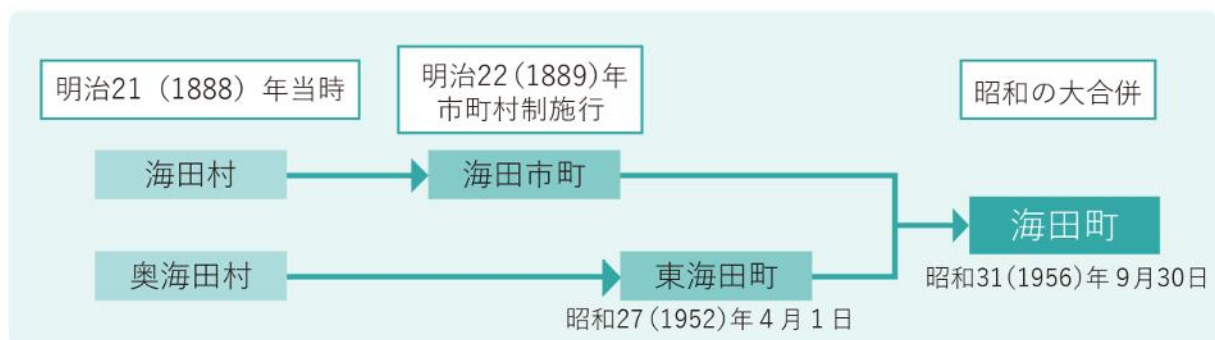 明治21（1888）年当時
明治22(1889)年
市町村制施行
昭和の大合併
海田村
海田市町
海田町
奥海田村
東海田町
昭和31(1956)年9月30日
昭和27(1952)年4月1日